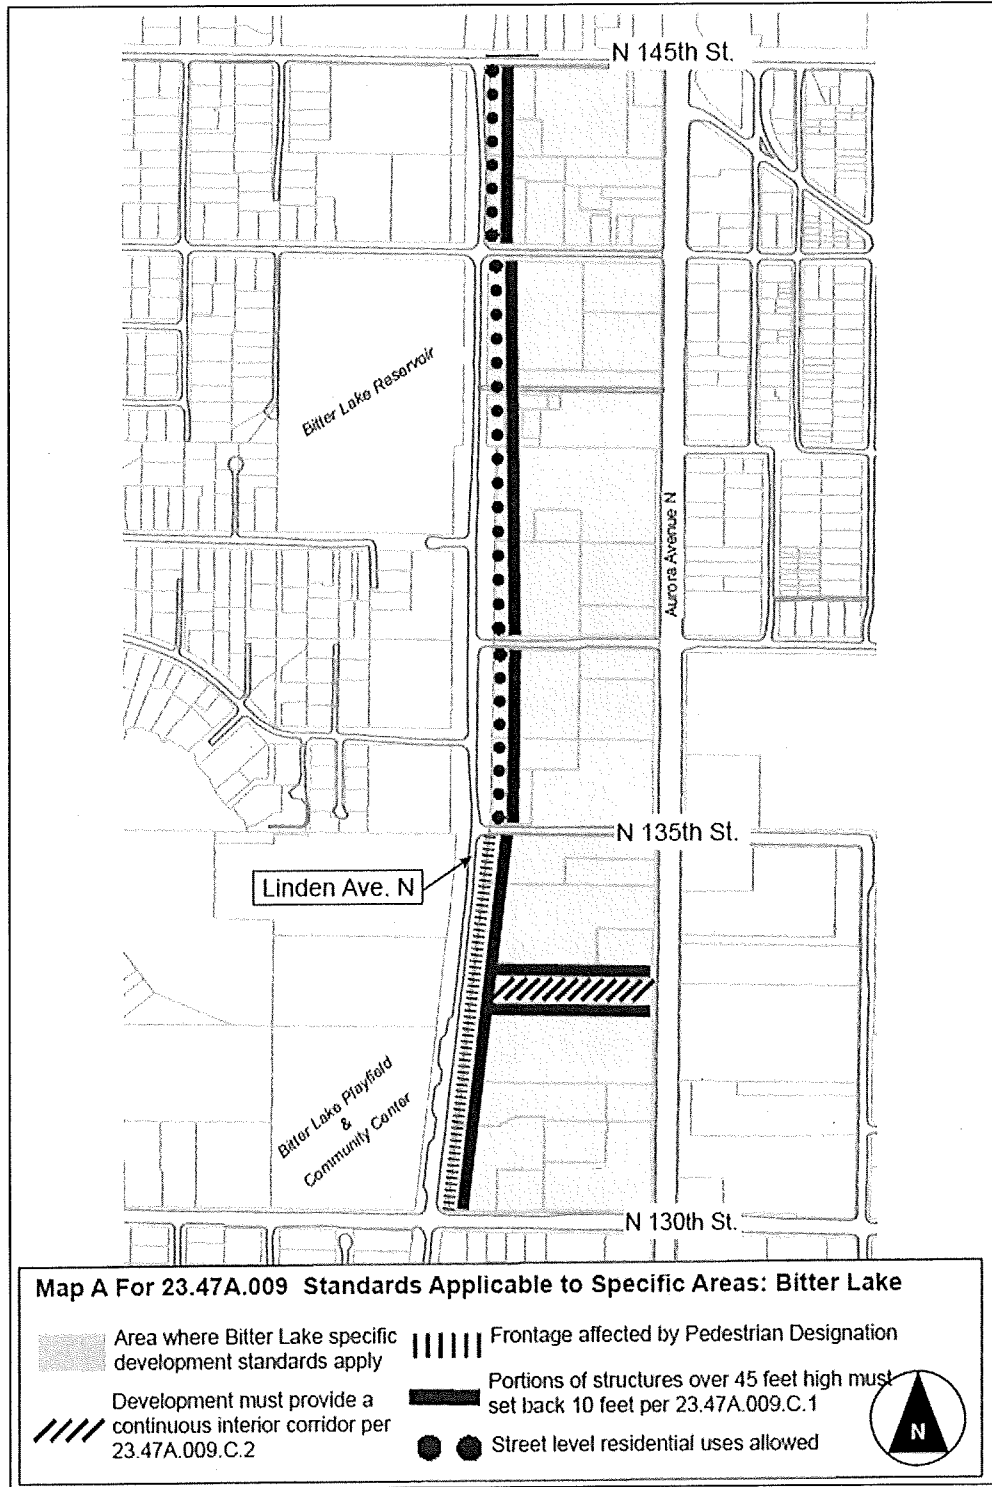 N 145th St.
Bitter Lake Reservoir
Aurora Avenue N
N 135th St.
Linden Ave. N
Bitter Lake Playfield
&
Community Center
N 130th St.
Map A For 23.47A.009 Standards Applicable to Specific Areas: Bitter Lake
Area where Bitter Lake specific
development standards apply
Development must provide a
continuous interior corridor per
23.47A.009.C.2
Frontage affected by Pedestrian Designation
Portions of structures over 45 feet high must
set back 10 feet per 23.47A.009.C.1
Street level residential uses allowed
N